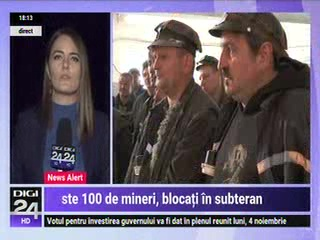 18:13
direct
DIGI
24
News Alert
ste 100 de mineri, blocați în subteran
DIGI
24
HD
Votul pentru investirea guvernului va fi dat în plenul reunit luni, 4 noiembrie